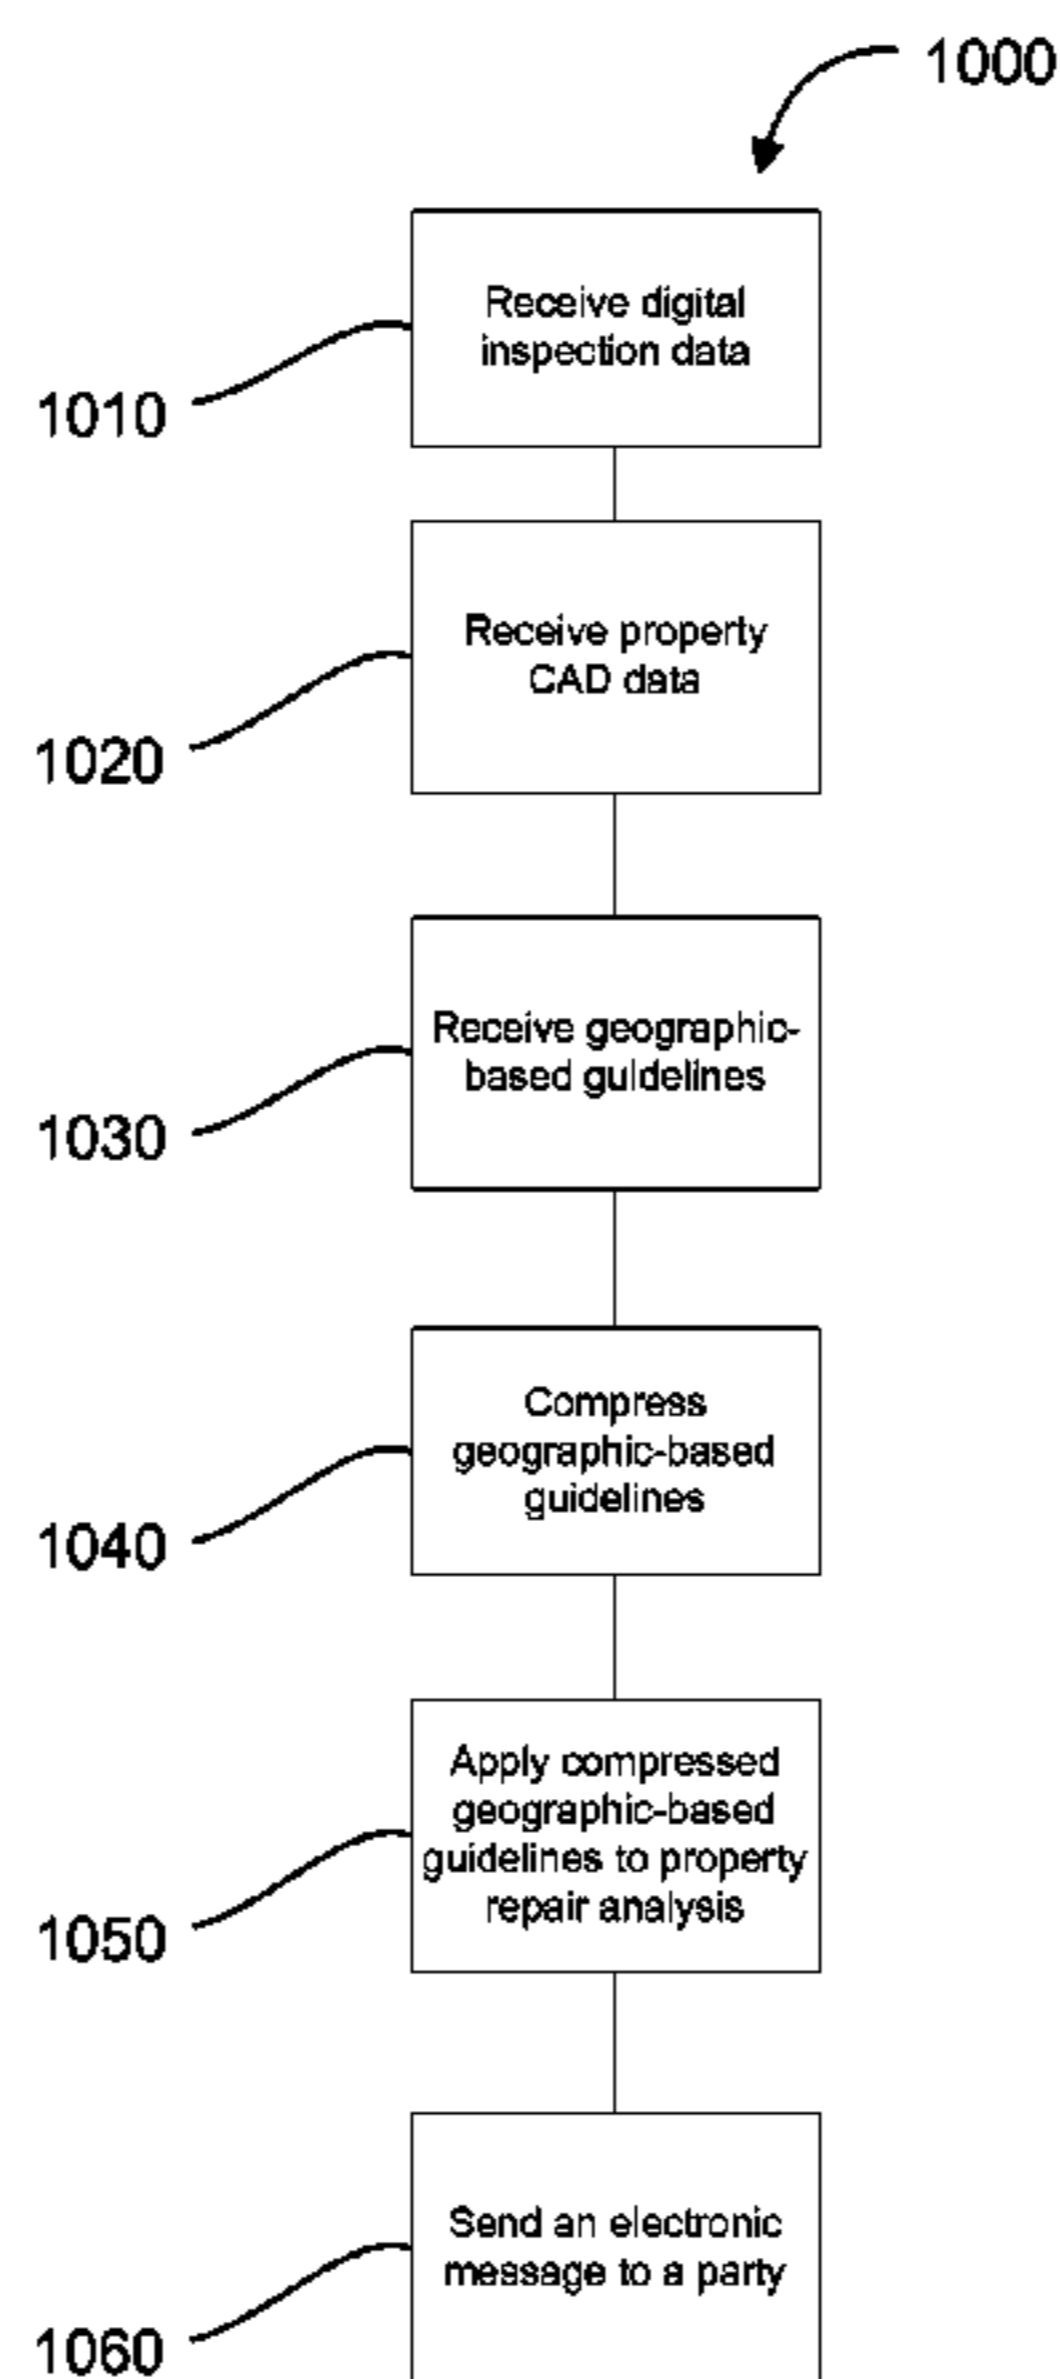 1000
Receive digital
inspection data
1010
Receive property
CAD data
1020
Receive geographic-
based guidelines
1030
Compress
geographic-based
guidelines
1040
Apply compressed
geographic-based
guidelines to property
repair analysis
1050
Send an electronic
message to a party
1060